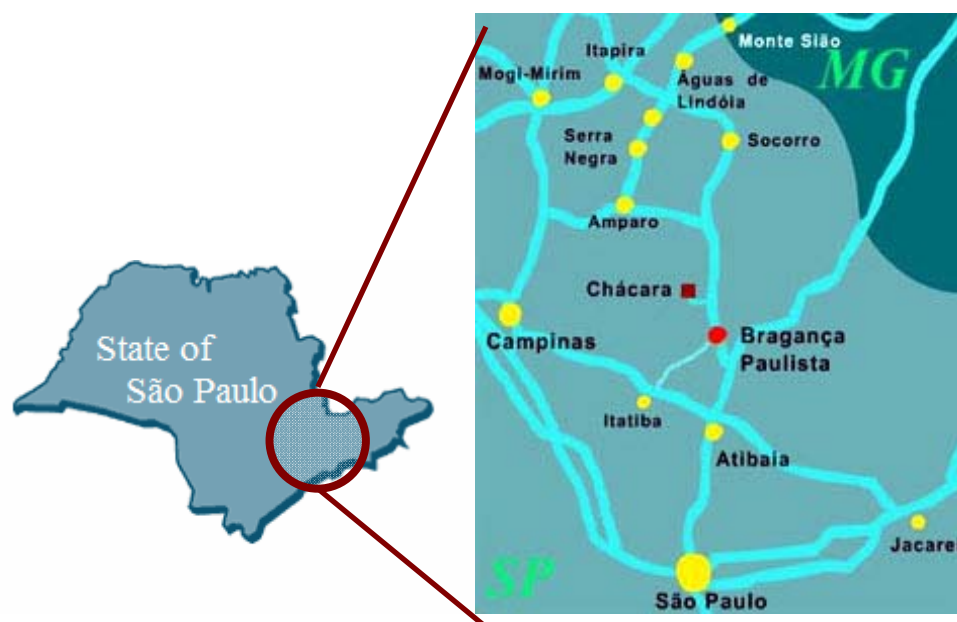 State of
São Paulo
Monte Sião
MG
Itapira
Mogi-Mirim
Águas de
Lindóia
Serra
Negra
Socorro
Amparo
Chácara
Bragança
Paulista
Campinas
Itatiba
Atibaia
Jacare
SP
São Paulo